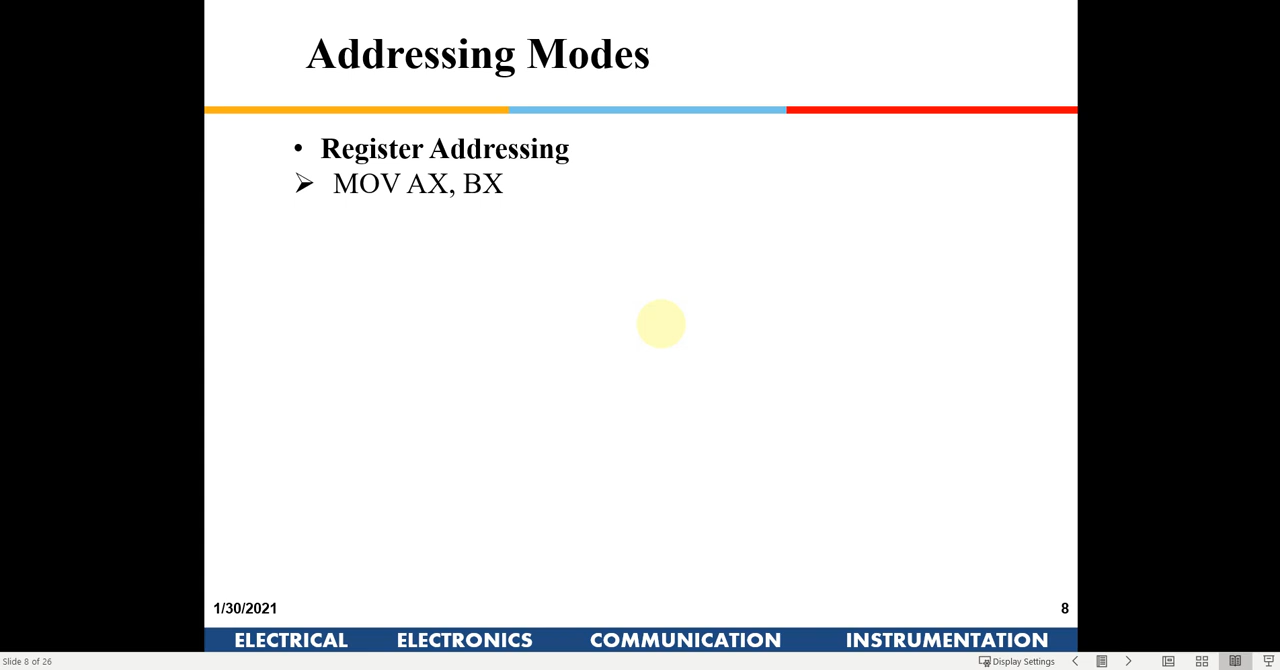 Addressing Modes
• Register Addressing
➢ MOV AX, BX
1/30/2021
8
ELECTRICAL ELECTRONICS COMMUNICATION INSTRUMENTATION
Slide 8 of 26
Display Settings